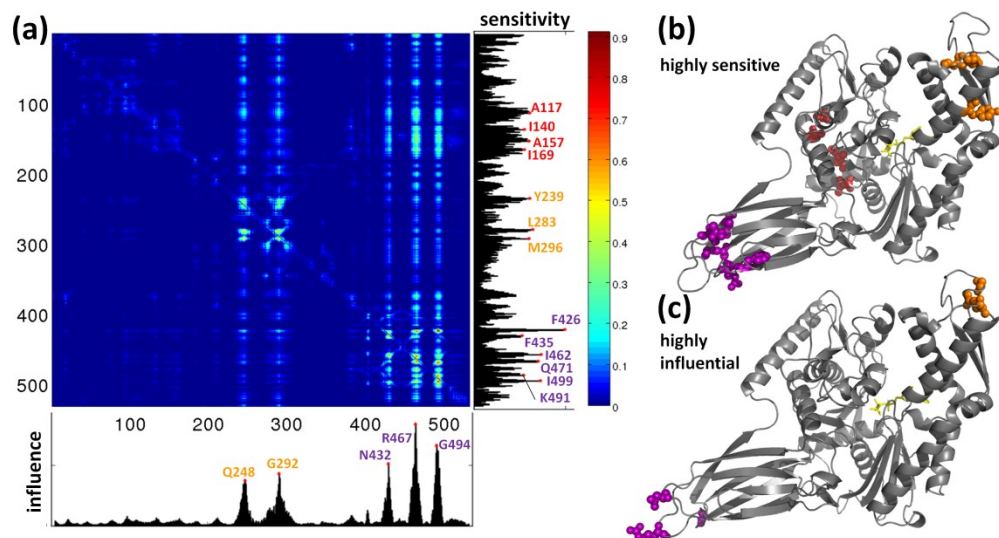 (a)
sensitivity
100
200
300
400
500
A117
I140
A157
I169
Y239
L283
M296
F426
F435
I462
Q471
I499
K491
0.9
0.8
0.7
0.6
0.5
0.4
0.3
0.2
0.1
0
influence
100 200 300 400 500
Q248
G292
N432
R467
G494
(b)
highly sensitive
(c)
highly
influential